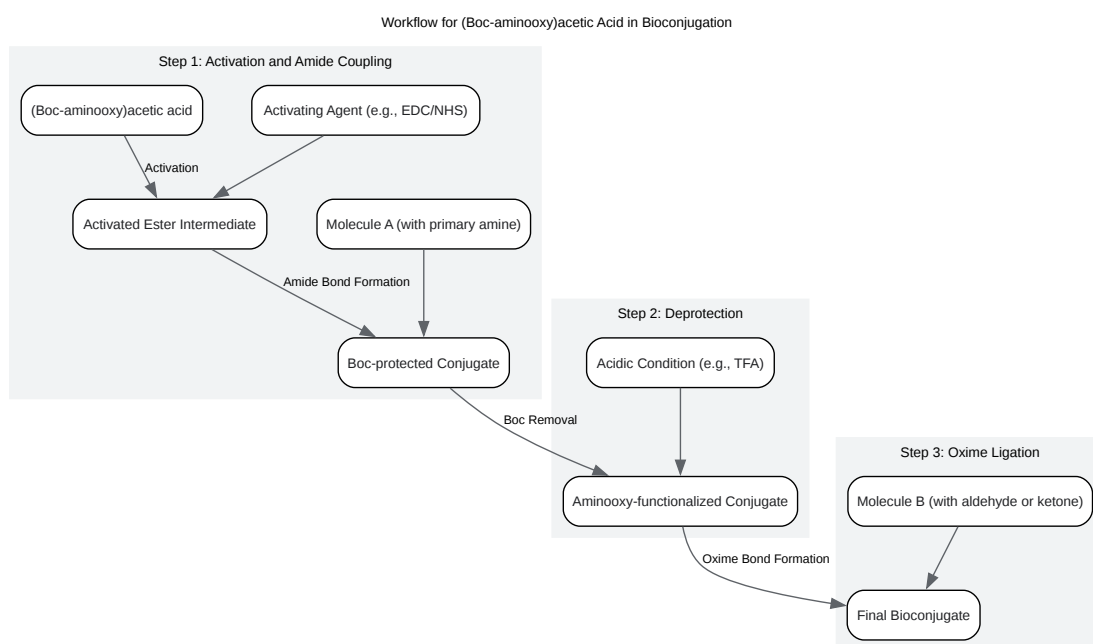 Workflow for (Boc-aminooxy)acetic Acid in Bioconjugation
Step 1: Activation and Amide Coupling
(Boc-aminooxy)acetic acid
Activating Agent (e.g., EDC/NHS)
Activation
Activated Ester Intermediate
Molecule A (with primary amine)
Amide Bond Formation
Boc-protected Conjugate
Step 2: Deprotection
Acidic Condition (e.g., TFA)
Boc Removal
Aminooxy-functionalized Conjugate
Step 3: Oxime Ligation
Molecule B (with aldehyde or ketone)
Oxime Bond Formation
Final Bioconjugate